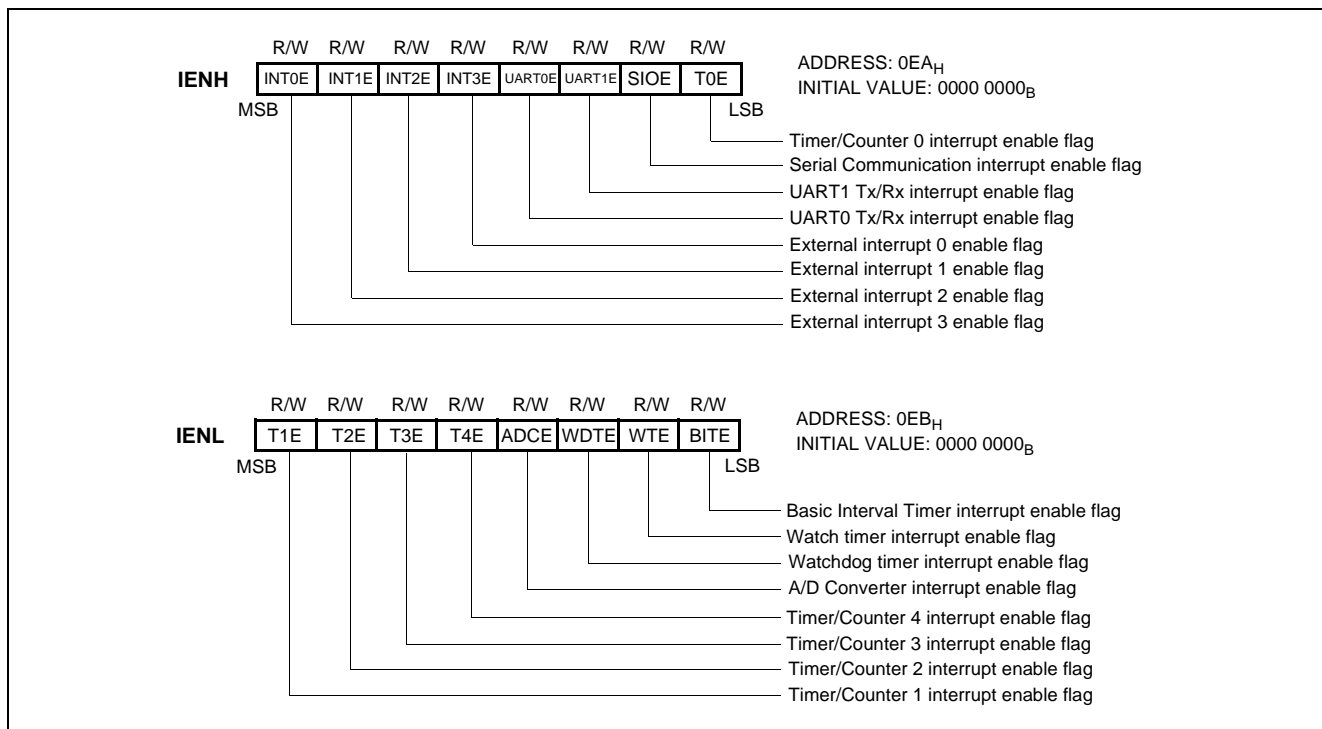 R/W R/W R/W R/W R/W R/W R/W R/W
IENH INT0E INT1E INT2E INT3E UART0E UART1E SIOE T0E
MSB LSB
ADDRESS: 0EAH
INITIAL VALUE: 0000 0000B
Timer/Counter 0 interrupt enable flag
Serial Communication interrupt enable flag
UART1 Tx/Rx interrupt enable flag
UART0 Tx/Rx interrupt enable flag
External interrupt 0 enable flag
External interrupt 1 enable flag
External interrupt 2 enable flag
External interrupt 3 enable flag
R/W R/W R/W R/W R/W R/W R/W R/W
IENL T1E T2E T3E T4E ADCE WDTE WTE BITE
MSB LSB
ADDRESS: 0EBH
INITIAL VALUE: 0000 0000B
Basic Interval Timer interrupt enable flag
Watch timer interrupt enable flag
Watchdog timer interrupt enable flag
A/D Converter interrupt enable flag
Timer/Counter 4 interrupt enable flag
Timer/Counter 3 interrupt enable flag
Timer/Counter 2 interrupt enable flag
Timer/Counter 1 interrupt enable flag